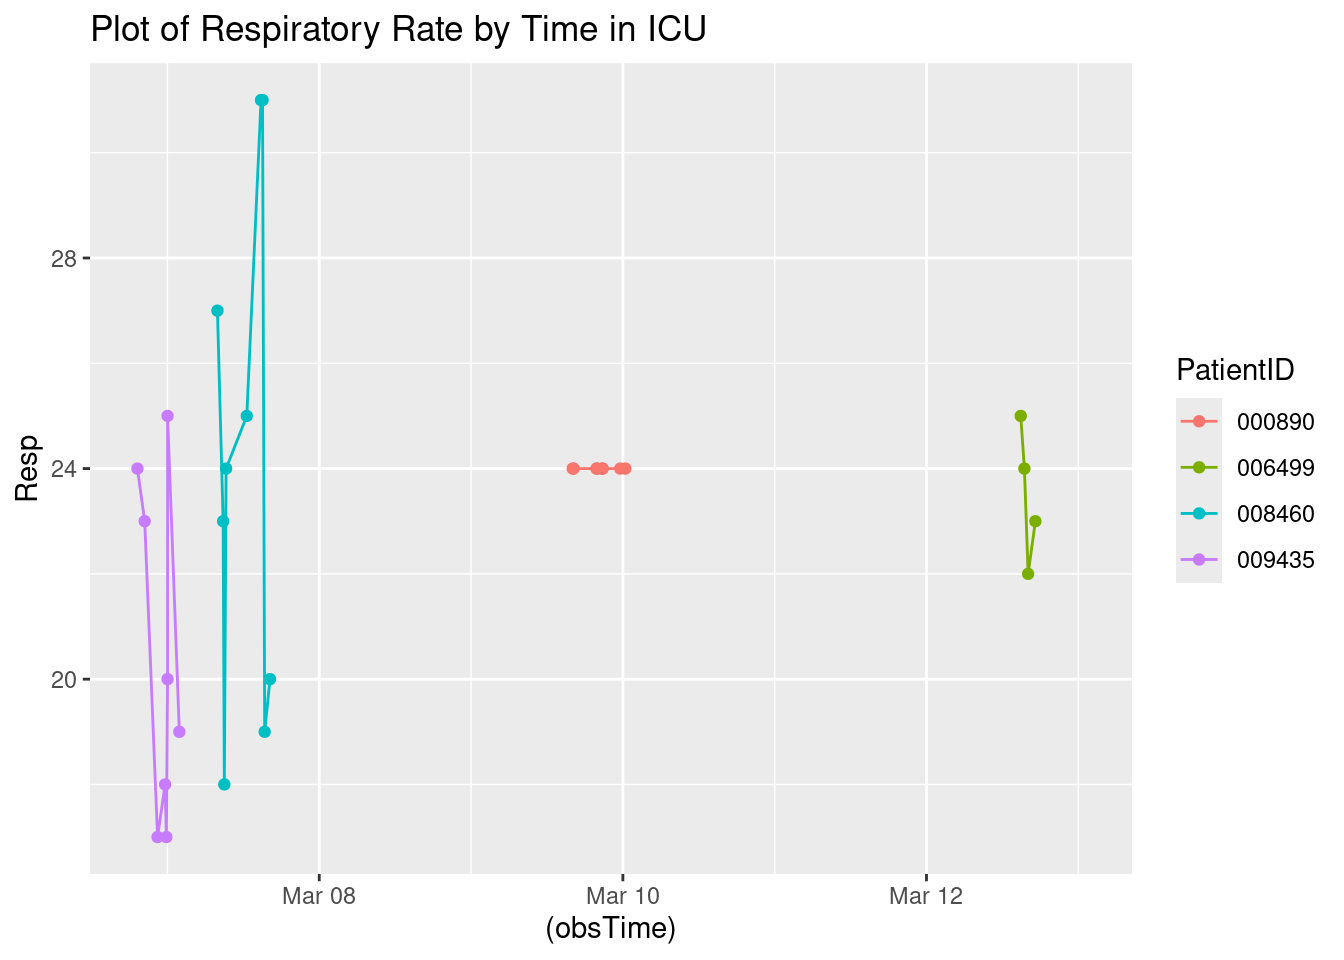 Plot of Respiratory Rate by Time in ICU
28
24
20
Resp
Mar 08
Mar 10
Mar 12
(obsTime)
PatientID
000890
006499
008460
009435